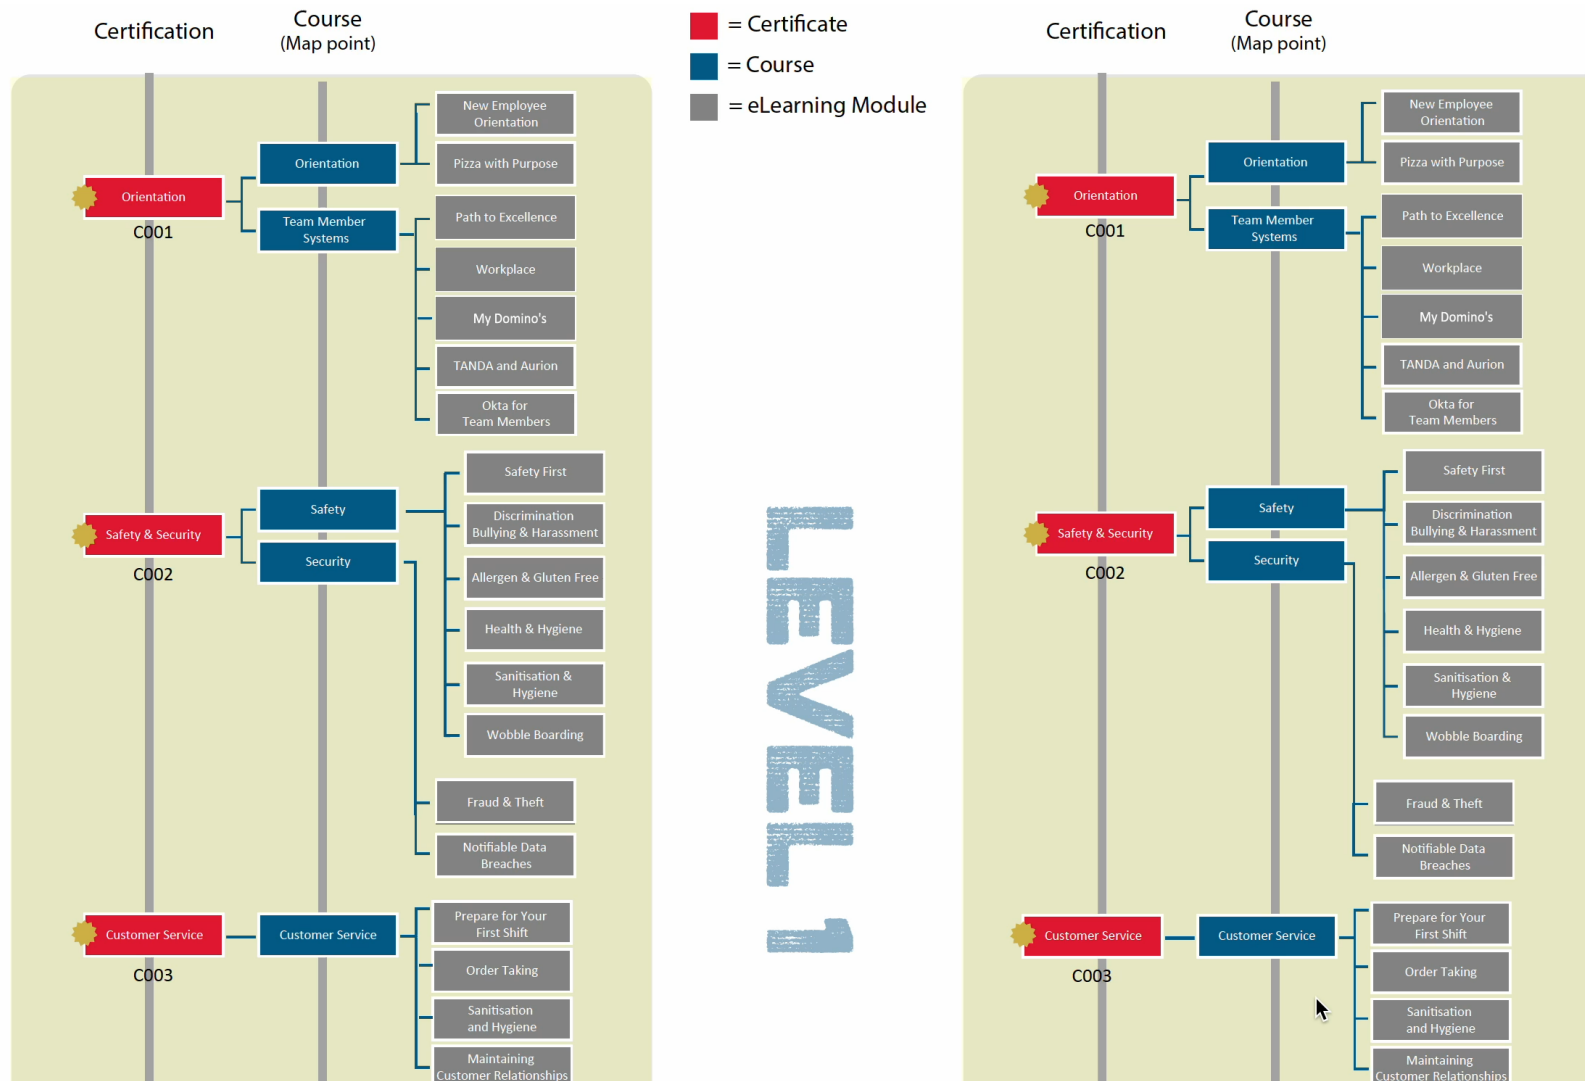 Certification
Course
(Map point)
New Employee
Orientation
Orientation
Pizza with Purpose
Orientation
C001
Team Member
Systems
Path to Excellence
Workplace
My Domino's
TANDA and Aurion
Okta for
Team Members
Safety First
Safety
Discrimination
Bullying & Harassment
Safety & Security
C002
Security
Allergen & Gluten Free
Health & Hygiene
Sanitisation &
Hygiene
Wobble Boarding
Fraud & Theft
Notifiable Data
Breaches
Customer Service
C003
Customer Service
Prepare for Your
First Shift
Order Taking
Sanitisation
and Hygiene
Maintaining
Customer Relationships
= Certificate
= Course
= eLearning Module
LEVEL 1
Certification
Course
(Map point)
New Employee
Orientation
Orientation
Pizza with Purpose
Orientation
C001
Team Member
Systems
Path to Excellence
Workplace
My Domino's
TANDA and Aurion
Okta for
Team Members
Safety First
Safety
Discrimination
Bullying & Harassment
Safety & Security
C002
Security
Allergen & Gluten Free
Health & Hygiene
Sanitisation &
Hygiene
Wobble Boarding
Fraud & Theft
Notifiable Data
Breaches
Customer Service
C003
Customer Service
Prepare for Your
First Shift
Order Taking
Sanitisation
and Hygiene
Maintaining
Customer Relationships